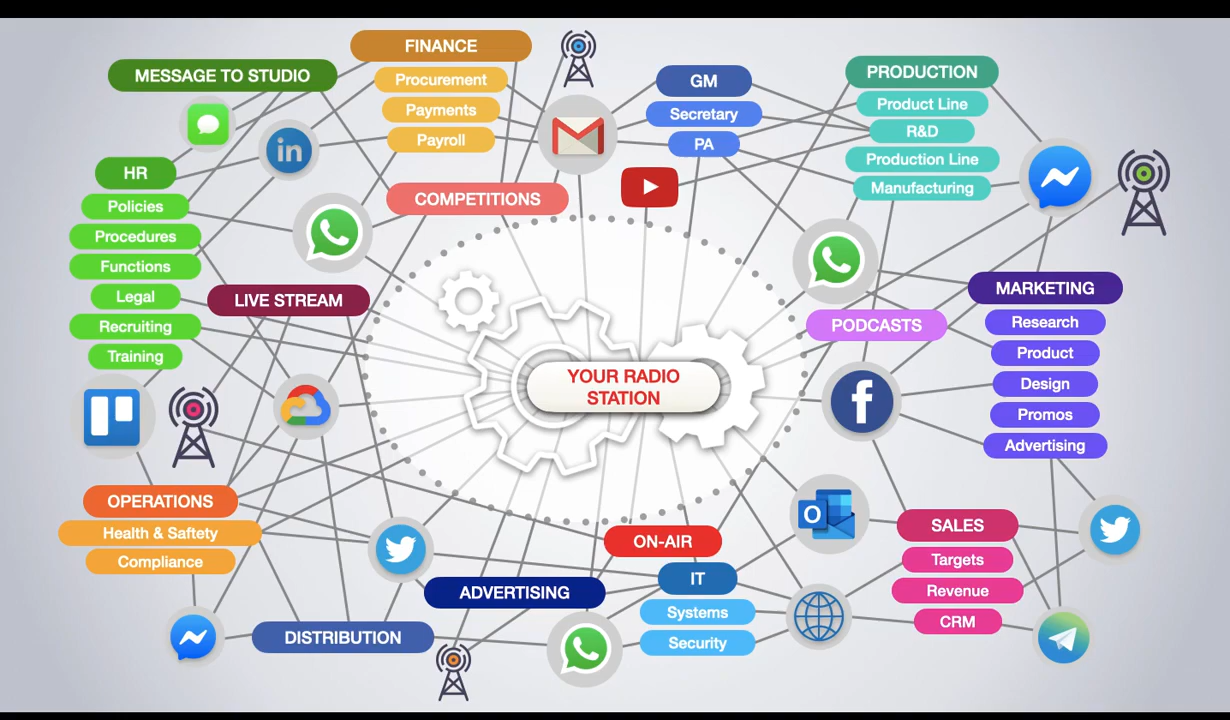 FINANCE
Procurement
Payments
Payroll
MESSAGE TO STUDIO
GM
Secretary
PA
PRODUCTION
Product Line
R&D
Production Line
Manufacturing
in
HR
Policies
Procedures
Functions
Legal
Recruiting
Training
COMPETITIONS
LIVE STREAM
MARKETING
Research
Product
Design
Promos
Advertising
PODCASTS
f
YOUR RADIO
STATION
OPERATIONS
Health & Saftety
Compliance
O
SALES
Targets
Revenue
CRM
ON-AIR
IT
Systems
Security
ADVERTISING
DISTRIBUTION